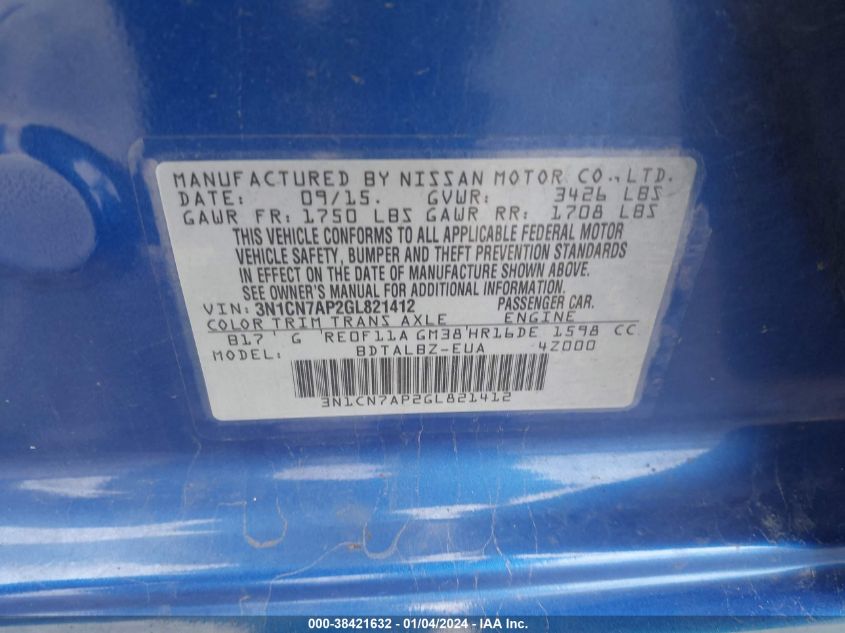 MANUFACTURED BY NISSAN MOTOR CO.,LTD.
DATE: 09/15. GVWR: 3426 LBS
GAWR FR: 1750 LBS GAWR RR: 1708 LBS
THIS VEHICLE CONFORMS TO ALL APPLICABLE FEDERAL MOTOR
VEHICLE SAFETY, BUMPER AND THEFT PREVENTION STANDARDS
IN EFFECT ON THE DATE OF MANUFACTURE SHOWN ABOVE.
SEE OWNER'S MANUAL FOR ADDITIONAL INFORMATION.
VIN: 3N1CN7AP2GL821412 PASSENGER CAR.
COLOR TRIM TRANS AXLE ENGINE
B17 G RE0F11A GM38 HR16DE 1598 CC
MODEL: BDTALBZ-EUA 4Z000
3N1CN7AP2GL821412
000-38421632 - 01/04/2024 - IAA Inc.